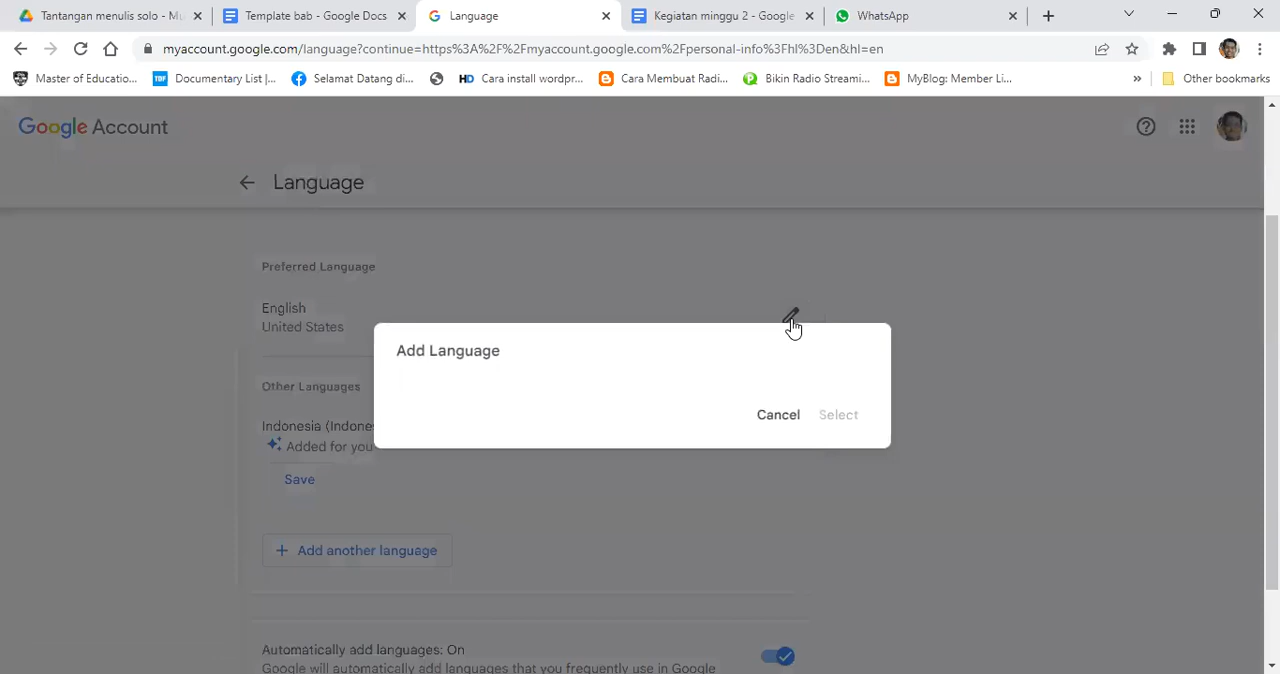 Tantangan menulis solo - Mu
Template bab - Google Docs
Language
Kegiatan minggu 2 - Google
WhatsApp
myaccount.google.com/language?continue=https%3A%2F%2Fmyaccount.google.com%2Fpersonal-info%3Fhl%3Den&hl=en
Master of Educatio...
TBF
Documentary List |...
Selamat Datang di...
HD
Cara install wordpr...
Cara Membuat Radi...
Bikin Radio Streami...
MyBlog: Member Li...
»
Other bookmarks
Google Account
Language
Preferred Language
English
United States
Add Language
Other Languages
Cancel
Select
Indonesia (Indones
Added for you
Save
+ Add another language
Automatically add languages: On
Google will automatically add languages that you frequently use in Google